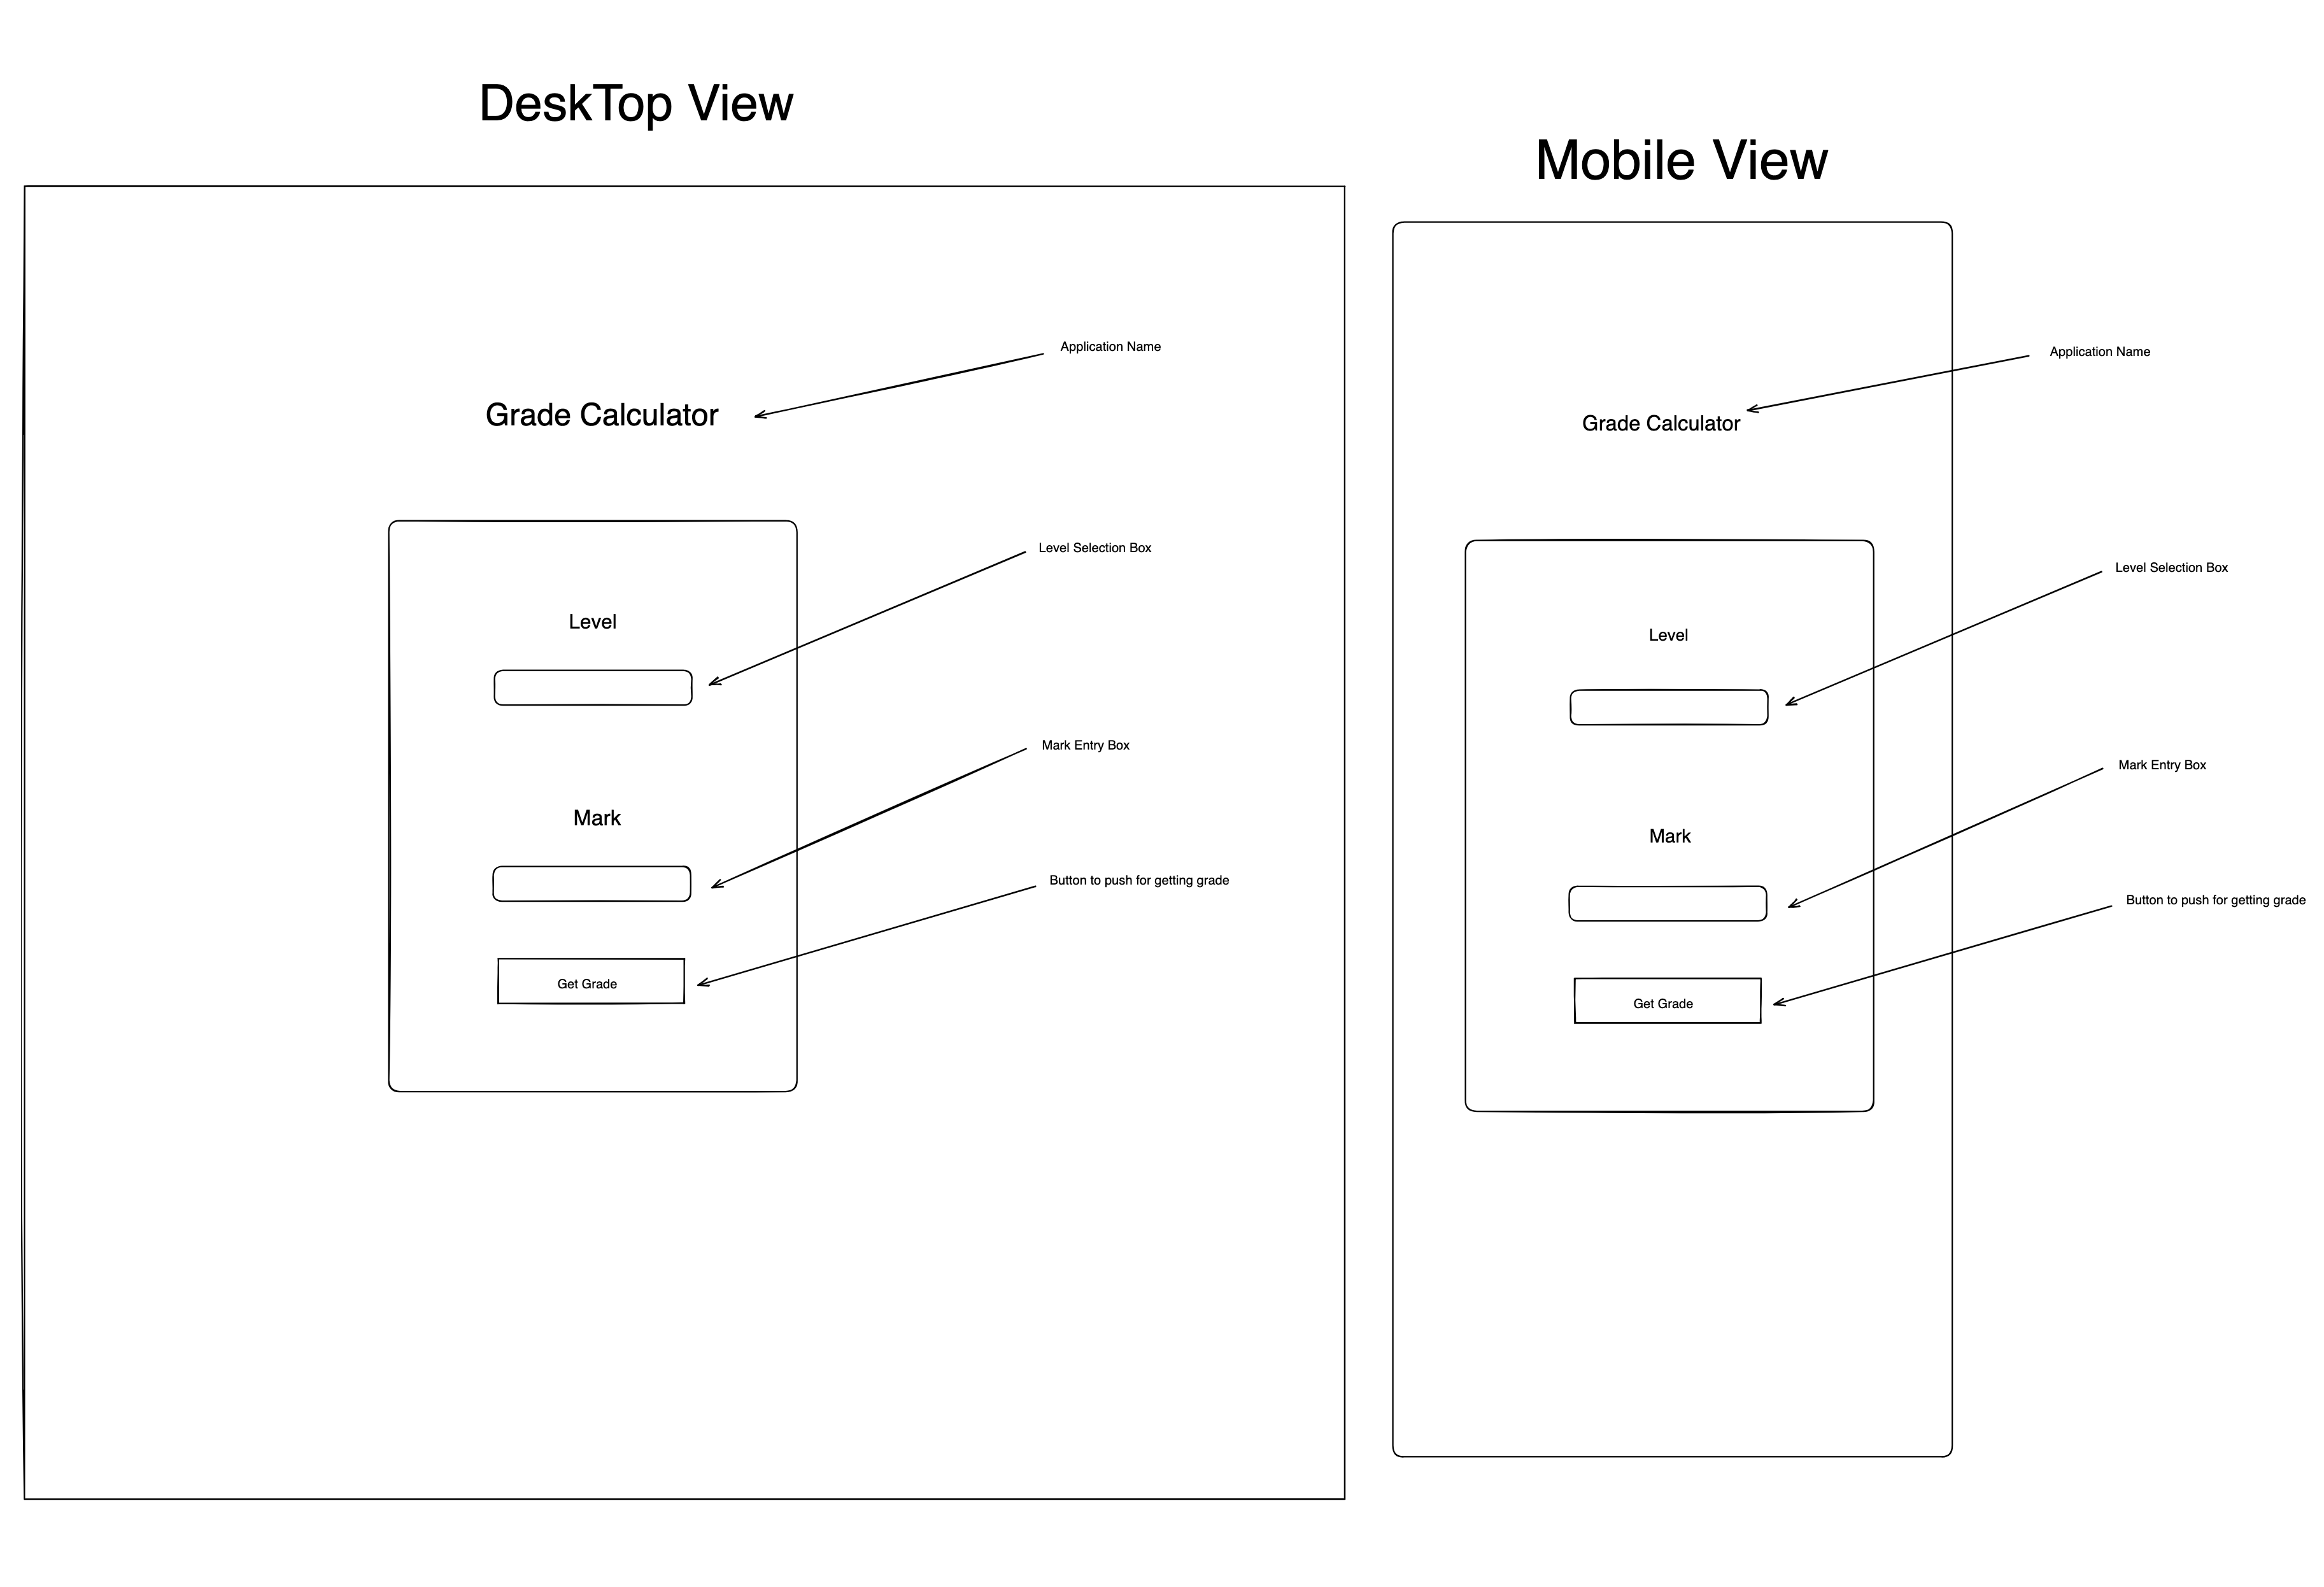 DeskTop View
Application Name
Grade Calculator
Level Selection Box
Level
Mark Entry Box
Mark
Button to push for getting grade
Get Grade
Mobile View
Application Name
Grade Calculator
Level Selection Box
Level
Mark Entry Box
Mark
Button to push for getting grade
Get Grade